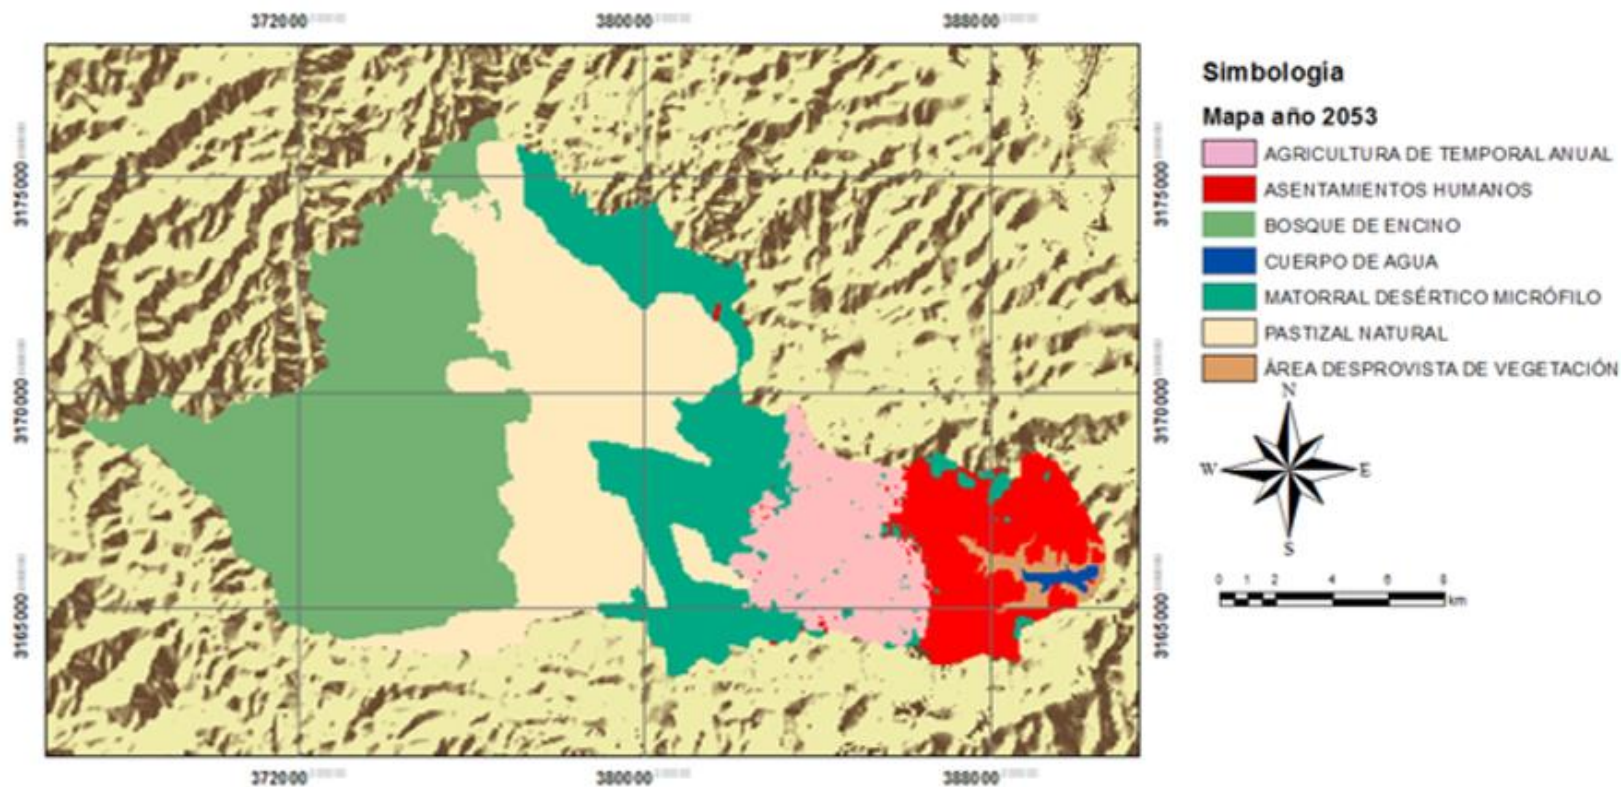 372000 380000 388000
3175000
3170000
3165000
3175000
3170000
3165000
372000 380000 388000
Simbología
Mapa año 2053
AGRICULTURA DE TEMPORAL ANUAL
ASENTAMIENTOS HUMANOS
BOSQUE DE ENCINO
CUERPO DE AGUA
MATORRAL DESÉRTICO MICRÓFILO
PASTIZAL NATURAL
ÁREA DESPROVISTA DE VEGETACIÓN
N
W E
S
0 1 2 4 6 8
km